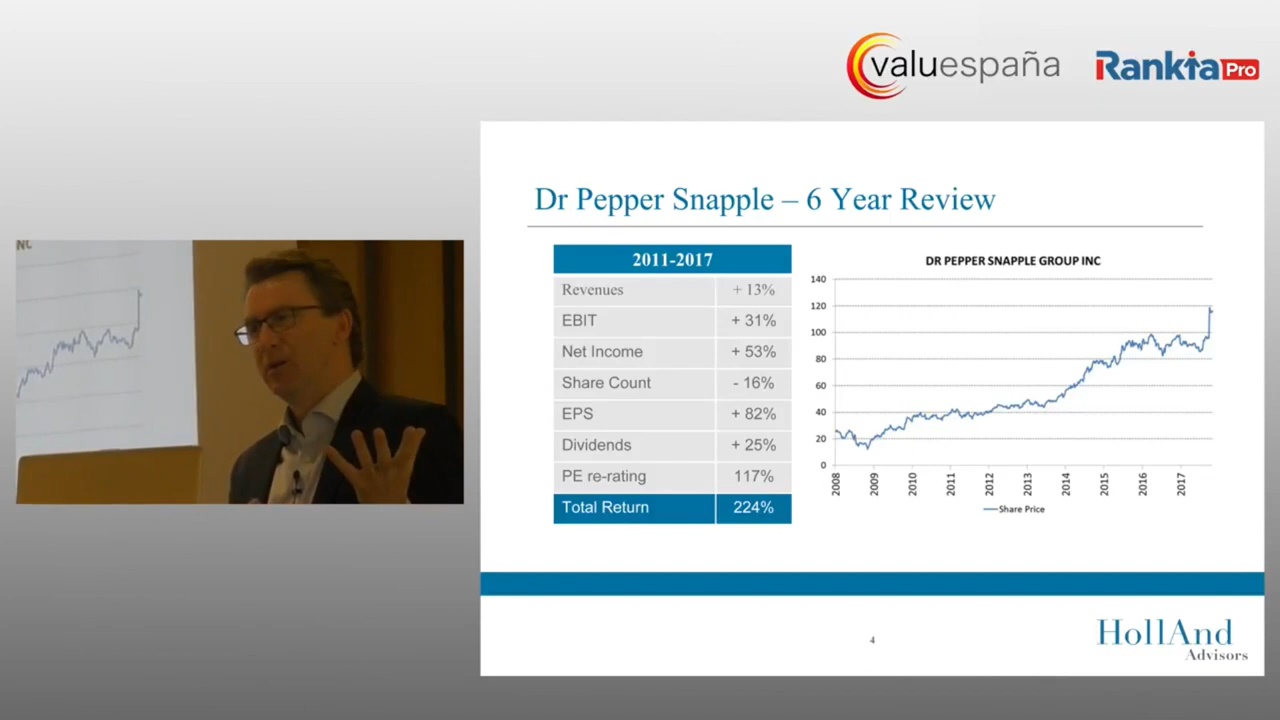 valuespaña
Rankia Pro
Dr Pepper Snapple – 6 Year Review
2011-2017
Revenues + 13%
EBIT + 31%
Net Income + 53%
Share Count - 16%
EPS + 82%
Dividends + 25%
PE re-rating 117%
Total Return 224%
DR PEPPER SNAPPLE GROUP INC
140
120
100
80
60
40
20
0
2008 2009 2010 2011 2012 2013 2014 2015 2016 2017
Share Price
4
HollAnd
Advisors